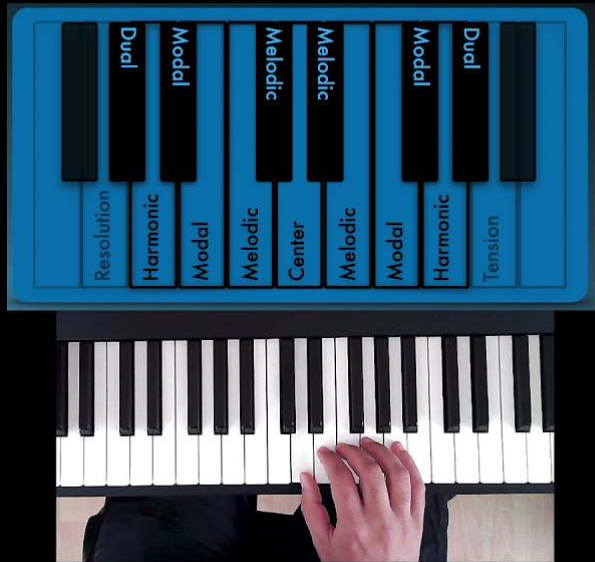 Dual
Modal
Melodic
Melodic
Modal
Dual
Resolution
Harmonic
Modal
Melodic
Center
Melodic
Modal
Harmonic
Tension